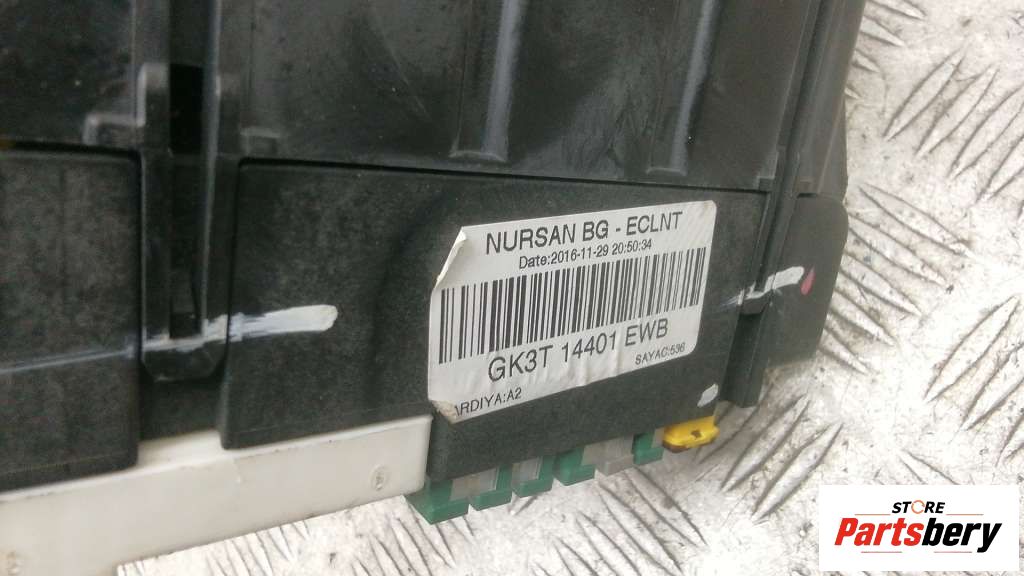 NURSAN BG - ECLNT
Date:2016-11-29 20:50:34
GK3T 14401 EWB
SAYAC:536
ARDIYA:A2
STORE
Partsbery